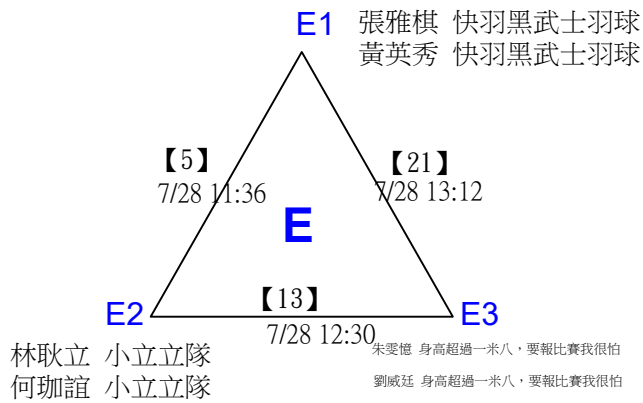 E1
張雅棋 快羽黑武士羽球
黃英秀 快羽黑武士羽球
【5】
7/28 11:36
【21】
7/28 13:12
E
【13】
7/28 12:30
E2
E3
林耿立 小立立隊
何珈誼 小立立隊
朱雯憶 身高超過一米八，要報比賽我很怕
劉威廷 身高超過一米八，要報比賽我很怕